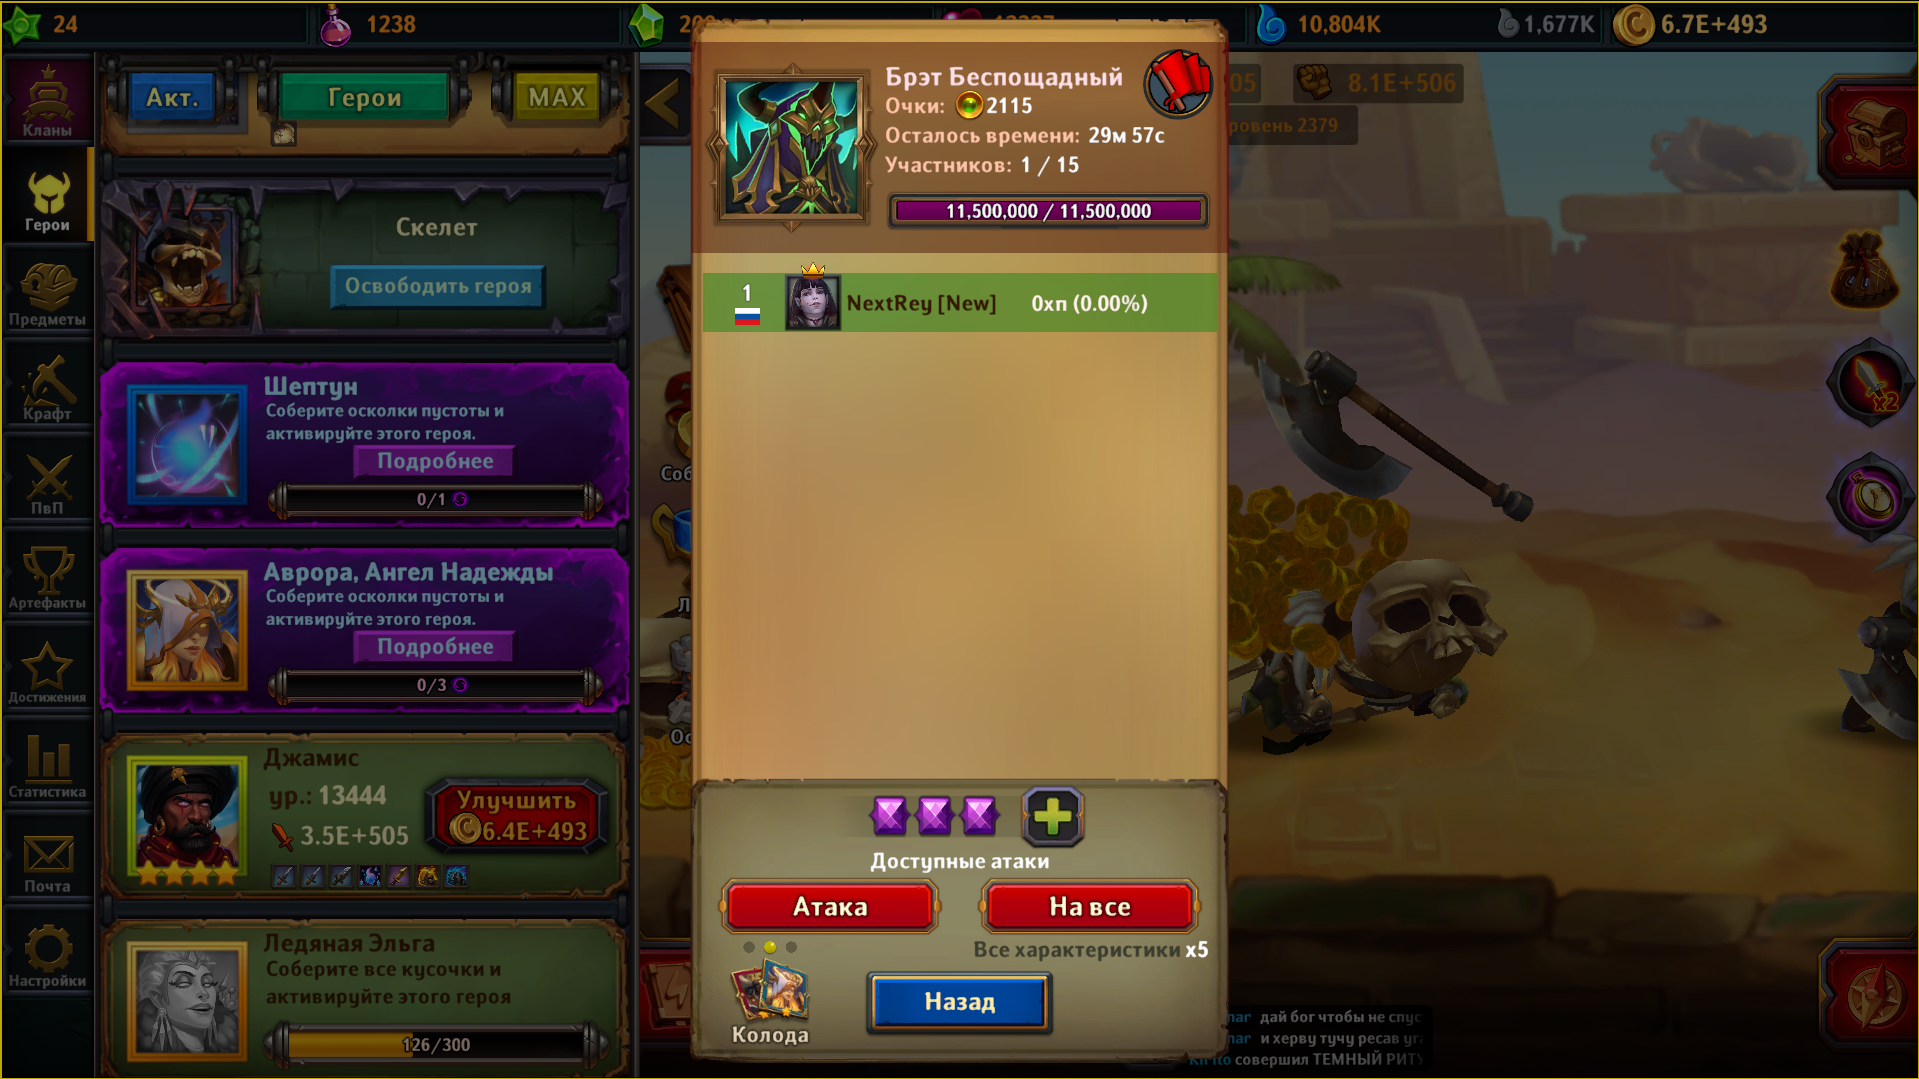 24
1238
10,804K
1,677K
6.7E+493
Кланы
Герои
Предметы
Крафт
ПвП
Артефакты
Достижения
Статистика
Почта
Настройки
Акт.
Герои
MAX
Скелет
Освободить героя
Шептун
Соберите осколки пустоты и
активируйте этого героя.
Подробнее
0/1
Аврора, Ангел Надежды
Соберите осколки пустоты и
активируйте этого героя.
Подробнее
0/3
Джамис
ур.: 13444
3.5E+505
Улучшить
6.4E+493
Ледяная Эльга
Соберите все кусочки и
активируйте этого героя
126/300
Брэт Беспощадный
Очки: 2115
Осталось времени: 29м 57с
Участников: 1 / 15
11,500,000 / 11,500,000
1
NextRey [New]
0хп (0.00%)
Доступные атаки
Атака
На все
Все характеристики x5
Колода
Назад
05
8.1E+506
ровень 2379
x2
дай бог чтобы не спус
и херву тучу ресав
совершил ТЕМНЫЙ РИТУ